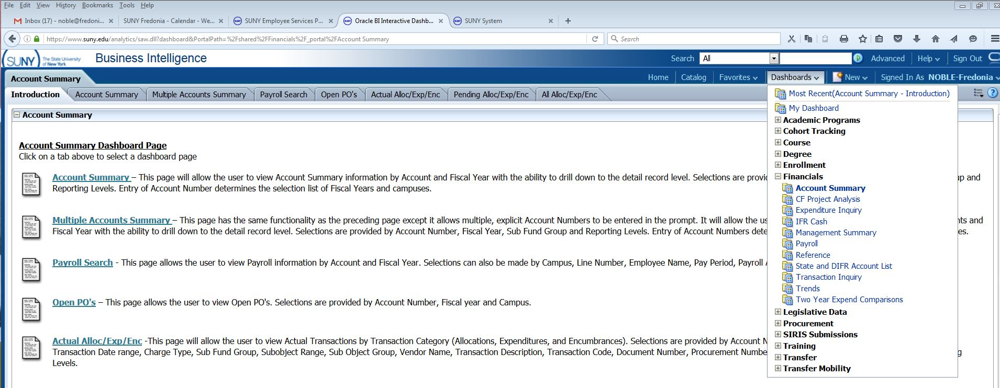 File Edit View History Bookmarks Tools Help
Inbox (17) - noble@fredoni...
SUNY Fredonia - Calendar - We...
SUNY Employee Services P...
Oracle BI Interactive Dashb...
SUNY System
https://www.suny.edu/analytics/saw.dll?dashboard&PortalPath=%2Fshared%2FFinancials%2F_portal%2FAccount Summary
Search
SUNY The State University of New York
Business Intelligence
Search All Advanced Help Sign Out
Account Summary
Home Catalog Favorites Dashboards New Signed In As NOBLE-Fredonia
Introduction Account Summary Multiple Accounts Summary Payroll Search Open PO's Actual Alloc/Exp/Enc Pending Alloc/Exp/Enc All Alloc/Exp/Enc
Account Summary
Account Summary Dashboard Page
Click on a tab above to select a dashboard page
Account Summary – This page will allow the user to view Account Summary information by Account and Fiscal Year with the ability to drill down to the detail record level. Selections are provid up and
Reporting Levels. Entry of Account Number determines the selection list of Fiscal Years and campuses.
Multiple Accounts Summary – This page has the same functionality as the preceding page except it allows multiple, explicit Account Numbers to be entered in the prompt. It will allow the us nts and
Fiscal Year with the ability to drill down to the detail record level. Selections are provided by Account Number, Fiscal Year, Sub Fund Group and Reporting Levels. Entry of Account Numbers dete es.
Payroll Search - This page allows the user to view Payroll information by Account and Fiscal Year. Selections can also be made by Campus, Line Number, Employee Name, Pay Period, Payroll A
Open PO's – This page allows the user to view Open PO's. Selections are provided by Account Number, Fiscal year and Campus.
Actual Alloc/Exp/Enc -This page will allow the user to view Actual Transactions by Transaction Category (Allocations, Expenditures, and Encumbrances). Selections are provided by Account N
Transaction Date range, Charge Type, Sub Fund Group, Subobject Range, Sub Object Group, Vendor Name, Transaction Description, Transaction Code, Document Number, Procurement Numbe g
Levels.
Most Recent(Account Summary - Introduction)
My Dashboard
Academic Programs
Cohort Tracking
Course
Degree
Enrollment
Financials
Account Summary
CF Project Analysis
Expenditure Inquiry
IFR Cash
Management Summary
Payroll
Reference
State and DIFR Account List
Transaction Inquiry
Trends
Two Year Expend Comparisons
Legislative Data
Procurement
SIRIS Submissions
Training
Transfer
Transfer Mobility